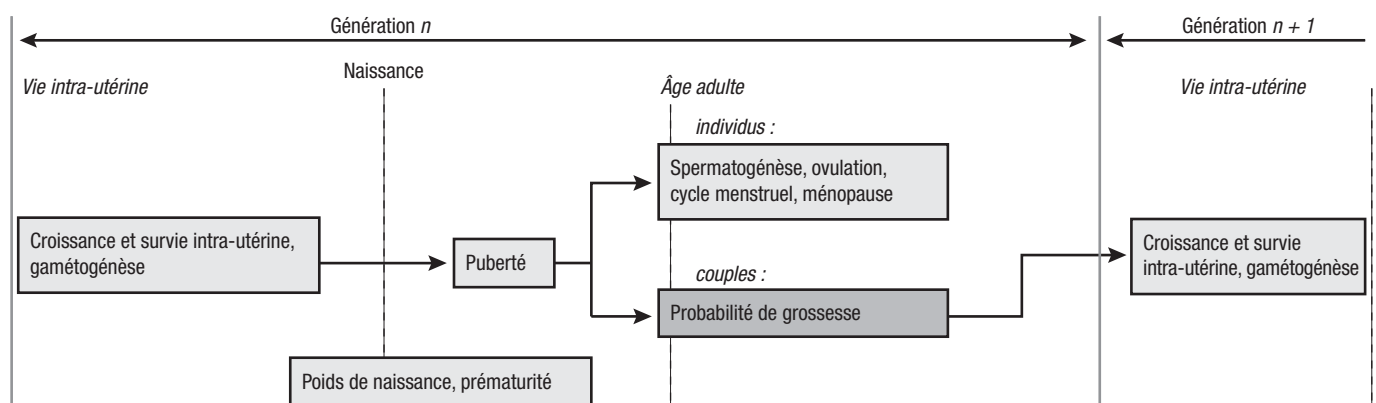 Génération n
Génération n + 1
Naissance
Vie intra-utérine
Âge adulte
Vie intra-utérine
individus :
Spermatogénèse, ovulation,
cycle menstruel, ménopause
Croissance et survie intra-utérine,
gamétogénèse
Puberté
Croissance et survie
intra-utérine, gamétogénèse
couples :
Probabilité de grossesse
Poids de naissance, prématurité